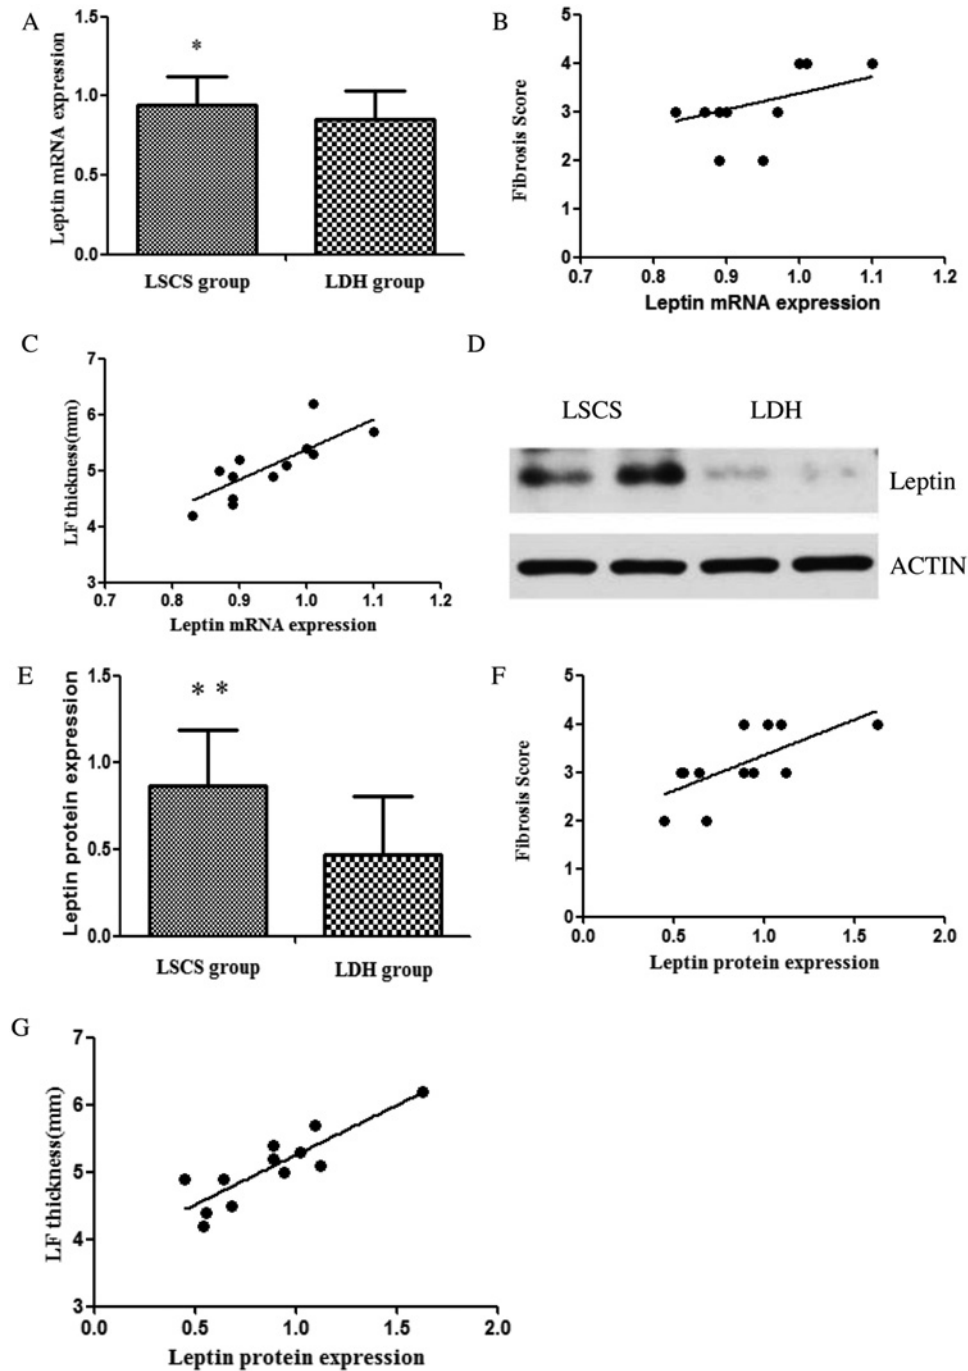 A
Leptin mRNA expression
1.5
1.0
0.5
0.0
*
LSCS group
LDH group
B
Fibrosis Score
5
4
3
2
1
0
0.7 0.8 0.9 1.0 1.1 1.2
Leptin mRNA expression
C
LF thickness(mm)
7
6
5
4
3
0.7 0.8 0.9 1.0 1.1 1.2
Leptin mRNA expression
D
LSCS LDH
Leptin
ACTIN
E
Leptin protein expression
1.5
1.0
0.5
0.0
* *
LSCS group
LDH group
F
Fibrosis Score
5
4
3
2
1
0
0.0 0.5 1.0 1.5 2.0
Leptin protein expression
G
LF thickness(mm)
7
6
5
4
3
0.0 0.5 1.0 1.5 2.0
Leptin protein expression